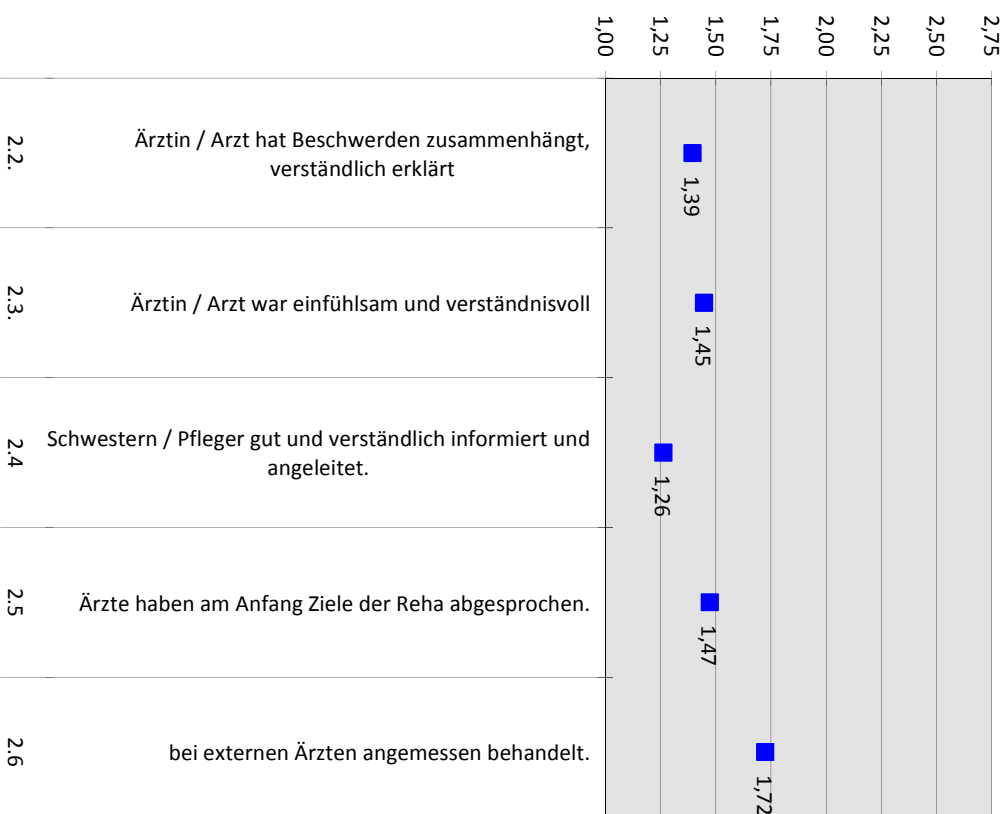 1,00
1,25
1,50
1,75
2,00
2,25
2,50
2,75
2.2.
Ärztin / Arzt hat Beschwerden zusammenhängt,
verständlich erklärt
1,39
2.3.
Ärztin / Arzt war einfühlsam und verständnisvoll
1,45
2.4
Schwestern / Pfleger gut und verständlich informiert und
angeleitet.
1,26
2.5
Ärzte haben am Anfang Ziele der Reha abgesprochen.
1,47
2.6
bei externen Ärzten angemessen behandelt.
1,72